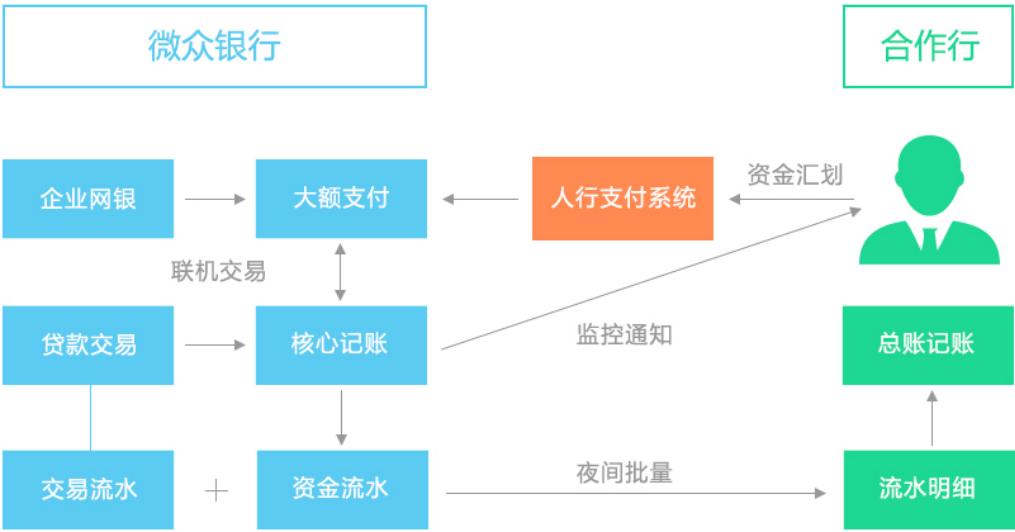 微众银行
合作行
企业网银
大额支付
人行支付系统
资金汇划
联机交易
贷款交易
核心记账
监控通知
总账记账
交易流水
+
资金流水
夜间批量
流水明细